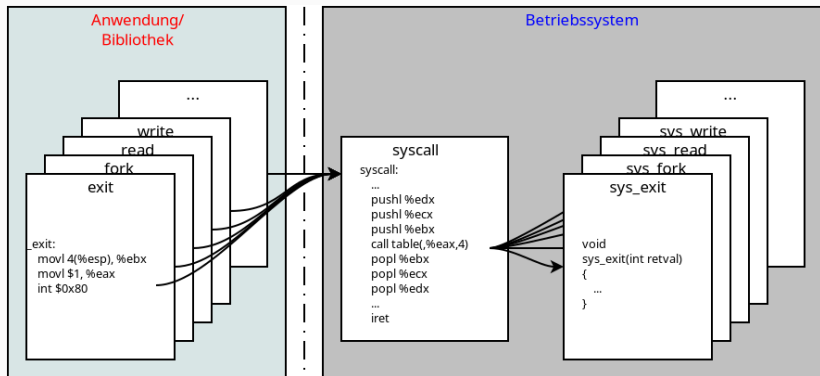 Anwendung/
Bibliothek
...
write
read
fork
exit
_exit:
movl 4(%esp), %ebx
movl $1, %eax
int $0x80
Betriebssystem
syscall
syscall:
...
pushl %edx
pushl %ecx
pushl %ebx
call table(,%eax,4)
popl %ebx
popl %ecx
popl %edx
...
iret
...
sys_write
sys_read
sys_fork
sys_exit
void
sys_exit(int retval)
{
...
}